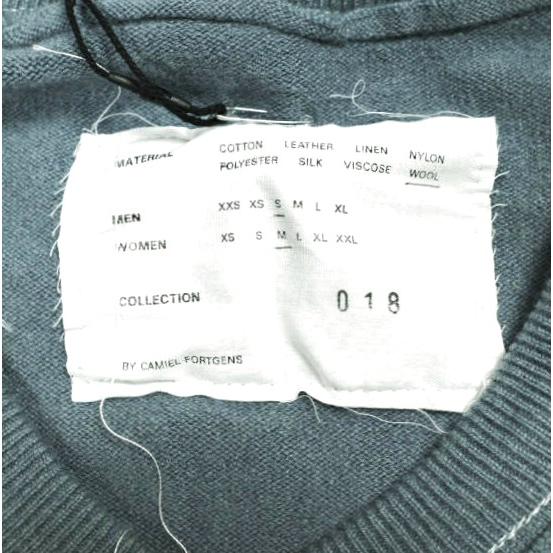 MATERIAL COTTON LEATHER LINEN NYLON
POLYESTER SILK VISCOSE WOOL
MEN XXS XS S M L XL
WOMEN XS S M L XL XXL
COLLECTION 018
BY CAMIEL FORTGENS